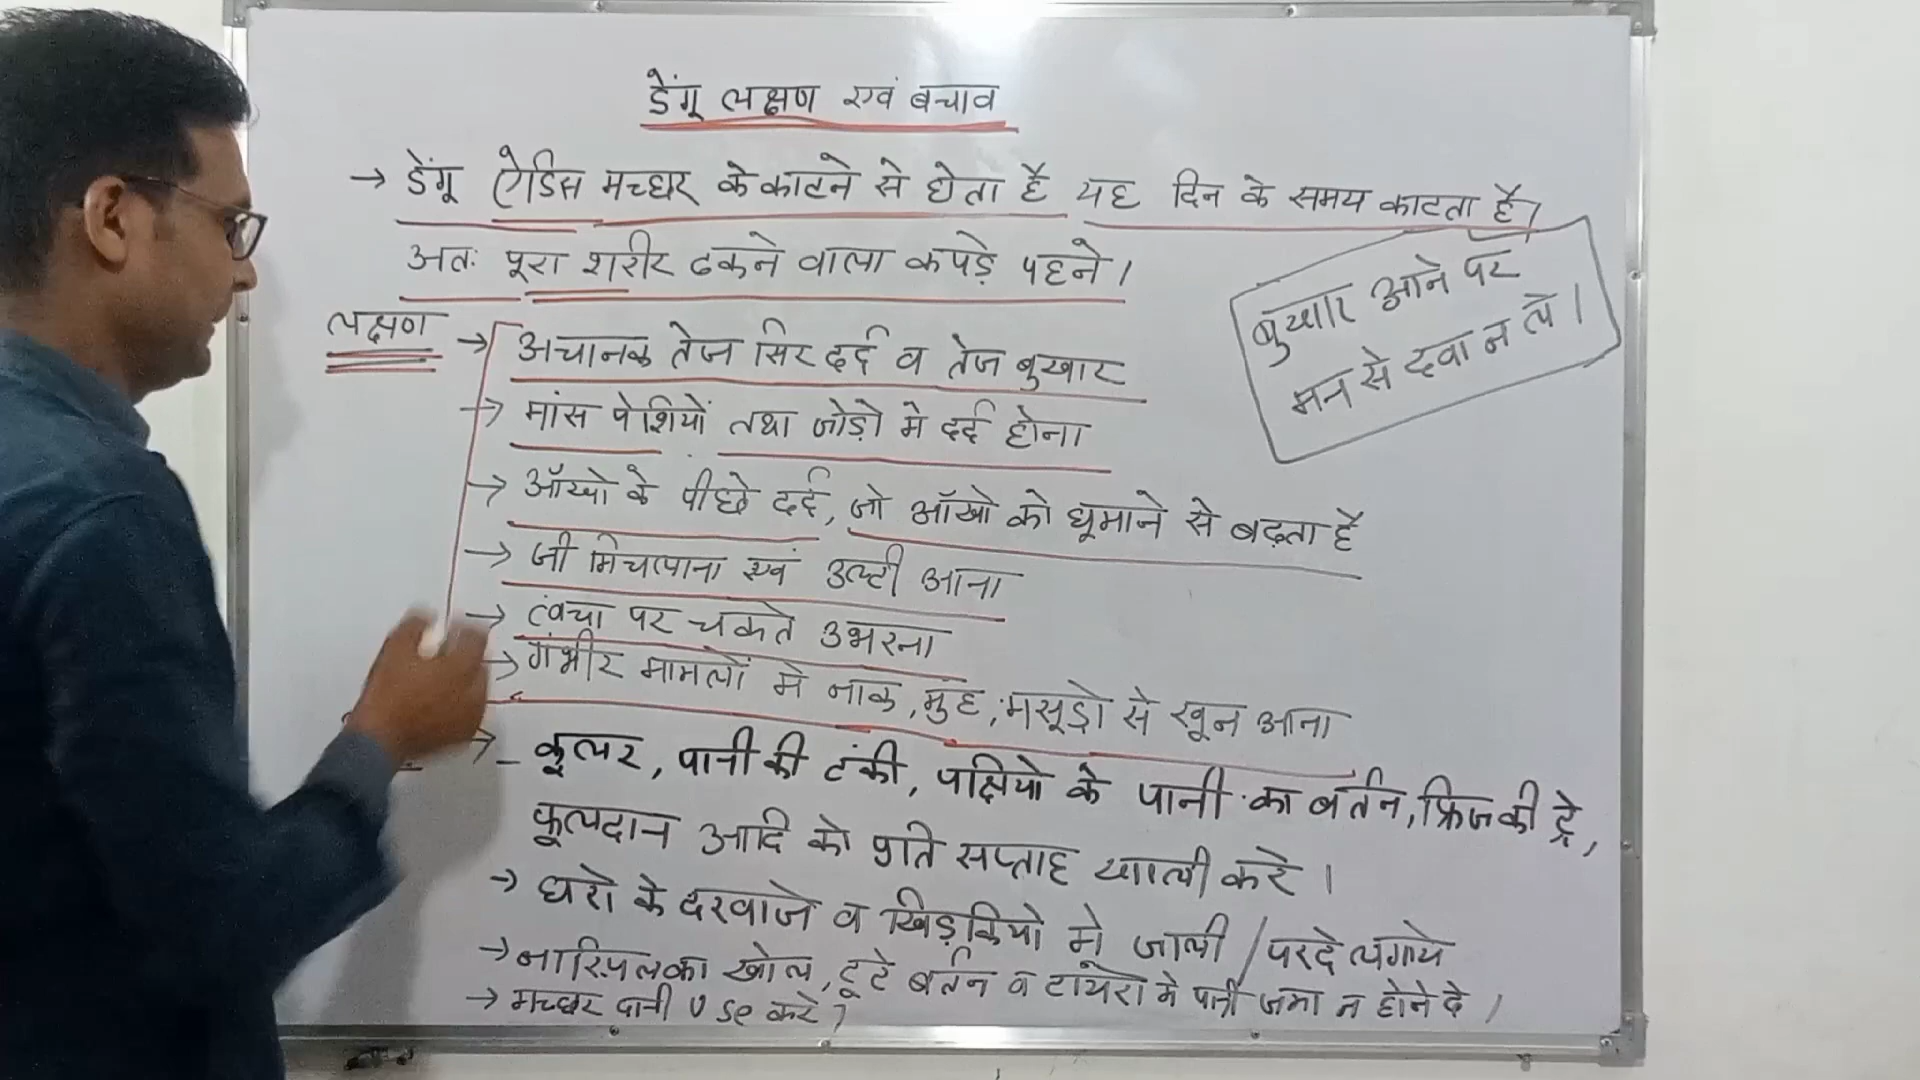 डेंगू लक्षण एवं बचाव
→ डेंगू ऐडिस मच्छर के काटने से होता है यह दिन के समय काटता है।
अतः पूरा शरीर ढकने वाला कपड़े पहने।
बुखार आने पर
मन से दवा न ले।
लक्षण
→ अचानक तेज सिर दर्द व तेज बुखार
→ मांस पेशियों तथा जोड़ो मे दर्द होना
→ ऑखो के पीछे दर्द, जो ऑखो को घूमाने से बढ़ता है
→ जी मिचलाना एवं उल्टी आना
→ त्वचा पर चकते उभरना
→ गंभीर मामलों मे नाक, मुंह, मसूड़ो से खून आना
→ - कूलर, पानी की टंकी, पक्षियो के पानी का बर्तन, फ्रिज की ट्रे,
फूलदान आदि को प्रति सप्ताह खाली करे।
→ घरो के दरवाजे व खिड़कियो मे जाली / परदे लगाये
→ नारियल का खोल, टूटे बर्तन व टायरो मे पानी जमा न होने दे।
→ मच्छर दानी Use करे।